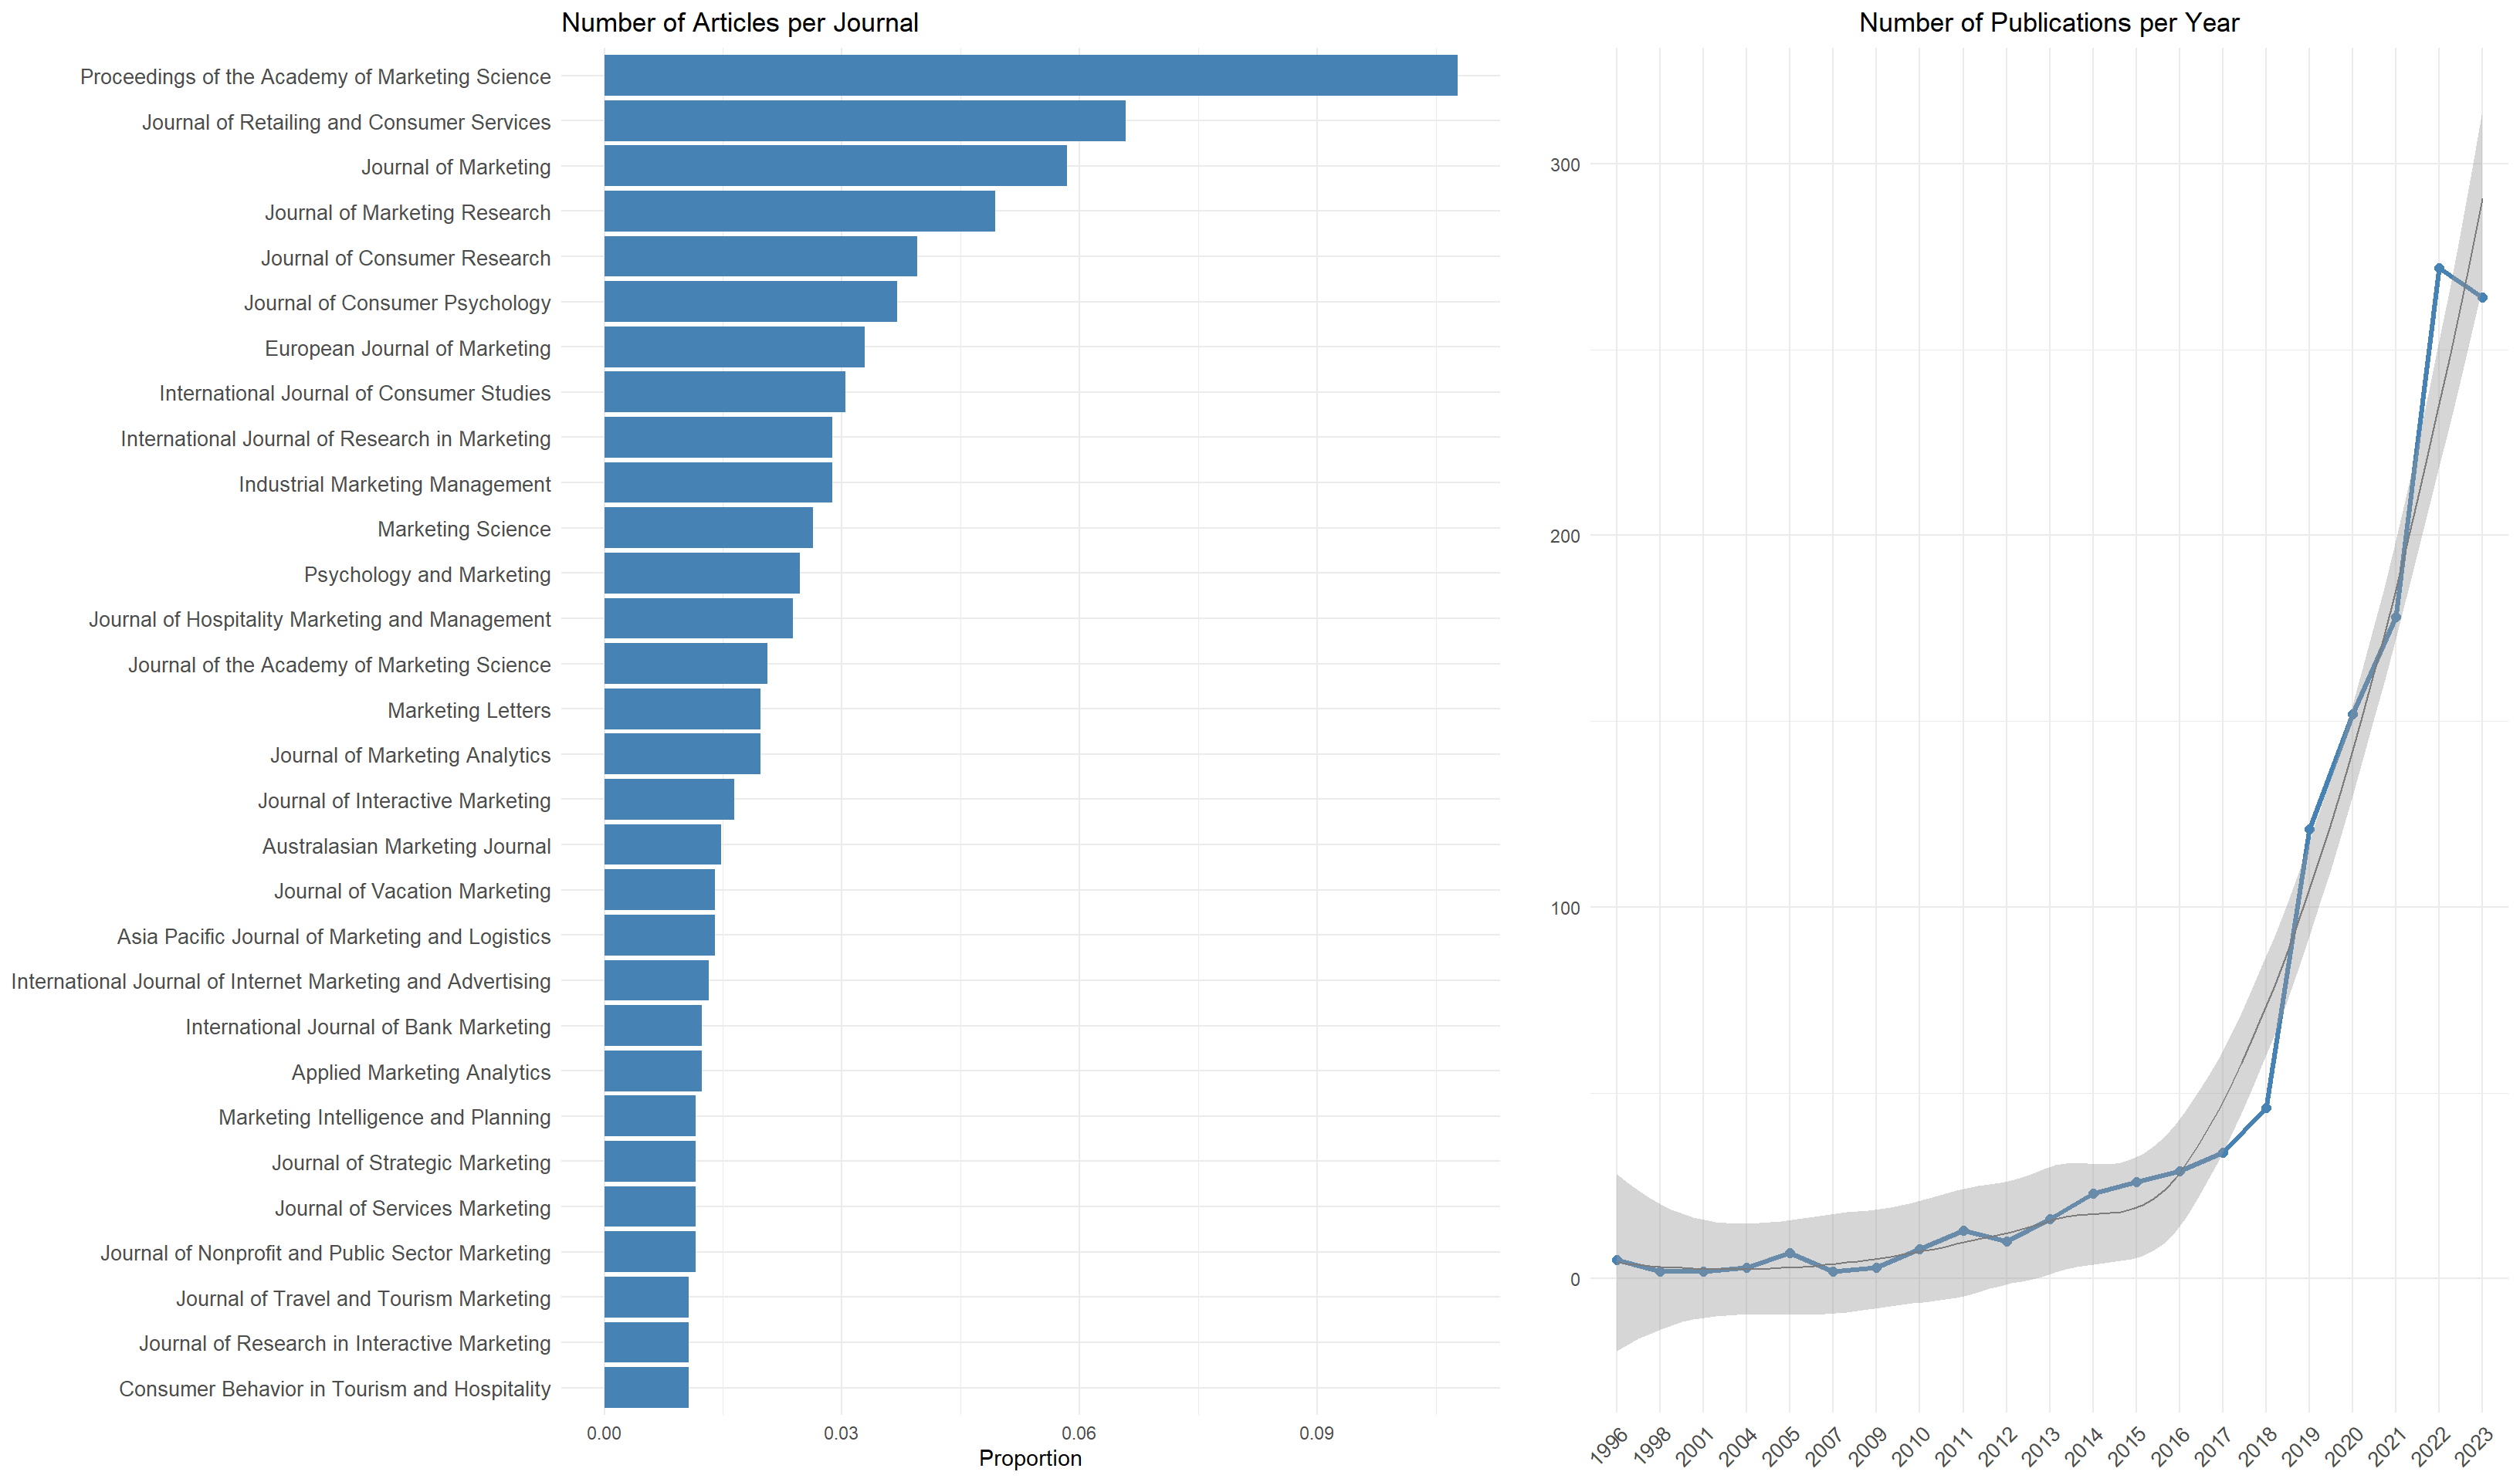 Number of Articles per Journal
Proceedings of the Academy of Marketing Science
Journal of Retailing and Consumer Services
Journal of Marketing
Journal of Marketing Research
Journal of Consumer Research
Journal of Consumer Psychology
European Journal of Marketing
International Journal of Consumer Studies
International Journal of Research in Marketing
Industrial Marketing Management
Marketing Science
Psychology and Marketing
Journal of Hospitality Marketing and Management
Journal of the Academy of Marketing Science
Marketing Letters
Journal of Marketing Analytics
Journal of Interactive Marketing
Australasian Marketing Journal
Journal of Vacation Marketing
Asia Pacific Journal of Marketing and Logistics
International Journal of Internet Marketing and Advertising
International Journal of Bank Marketing
Applied Marketing Analytics
Marketing Intelligence and Planning
Journal of Strategic Marketing
Journal of Services Marketing
Journal of Nonprofit and Public Sector Marketing
Journal of Travel and Tourism Marketing
Journal of Research in Interactive Marketing
Consumer Behavior in Tourism and Hospitality
0.00 0.03 0.06 0.09
Proportion
Number of Publications per Year
300
200
100
0
1996 1998 2001 2004 2005 2007 2009 2010 2011 2012 2013 2014 2015 2016 2017 2018 2019 2020 2021 2022 2023